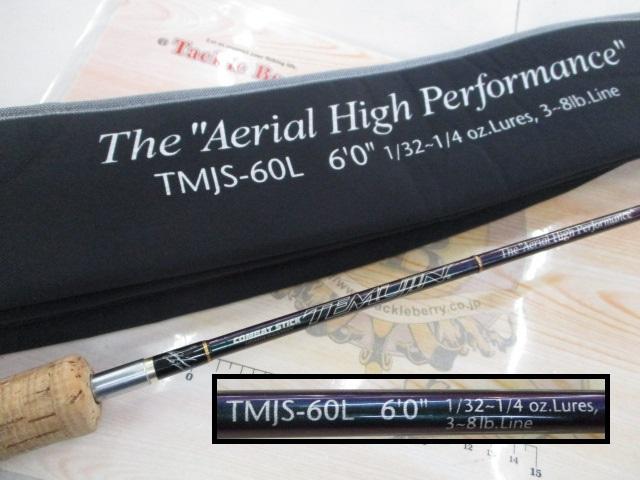 Tackle Be
The "Aerial High Performance"
TMJS-60L 6'0" 1/32~1/4 oz.Lures, 3~8lb.Line
The "Aerial High Performance"
COMBAT STICK TEMUJIN
tackleberry.co.jp
0
TMJS-60L 6'0" 1/32~1/4 oz.Lures,
3~8lb.Line
12 13 14 15